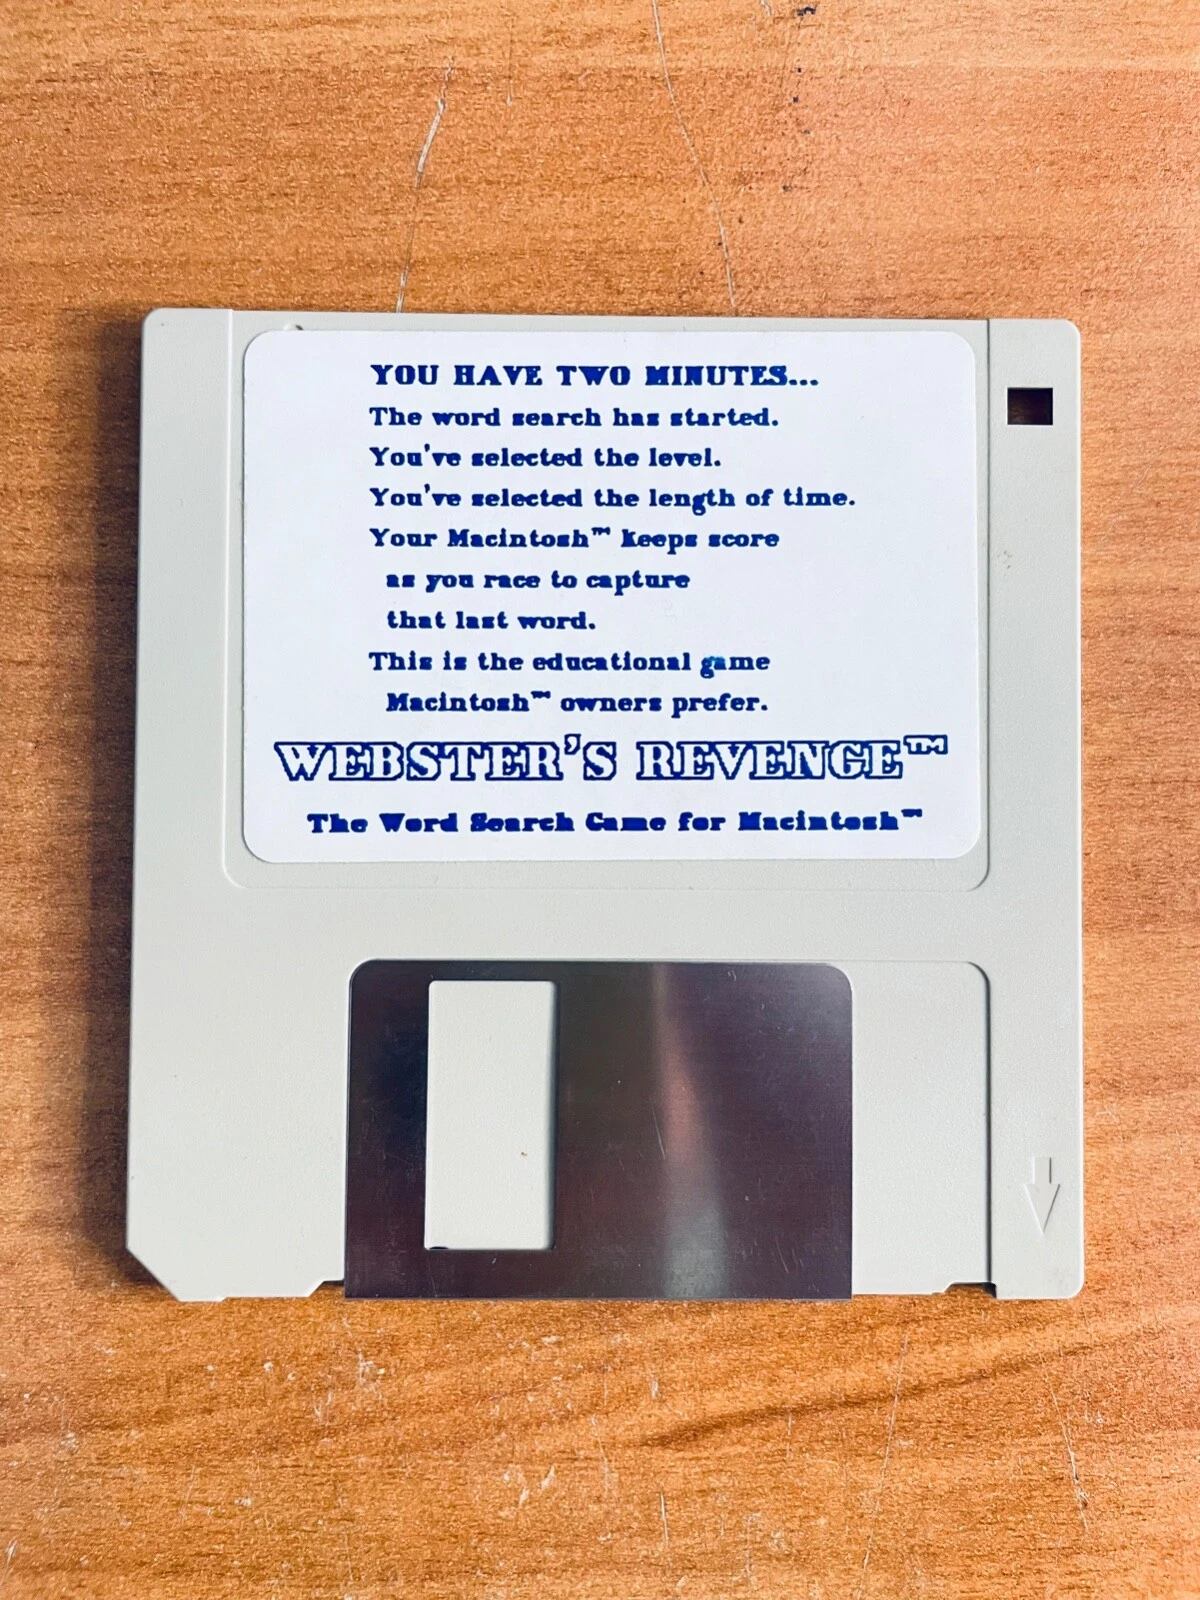 YOU HAVE TWO MINUTES...
The word search has started.
You've selected the level.
You've selected the length of time.
Your Macintosh™ keeps score
as you race to capture
that last word.
This is the educational game
Macintosh™ owners prefer.
WEBSTER'S REVENGE™
The Word Search Game for Macintosh™